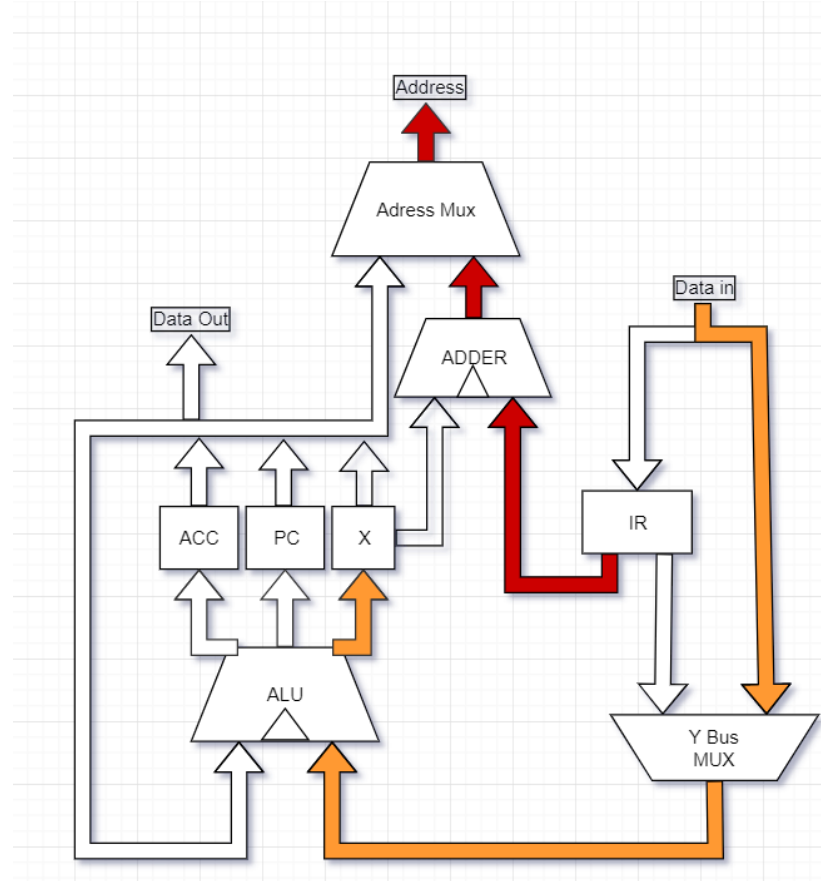 Address
Adress Mux
Data in
Data Out
ADDER
IR
ACC
PC
X
ALU
Y Bus
MUX